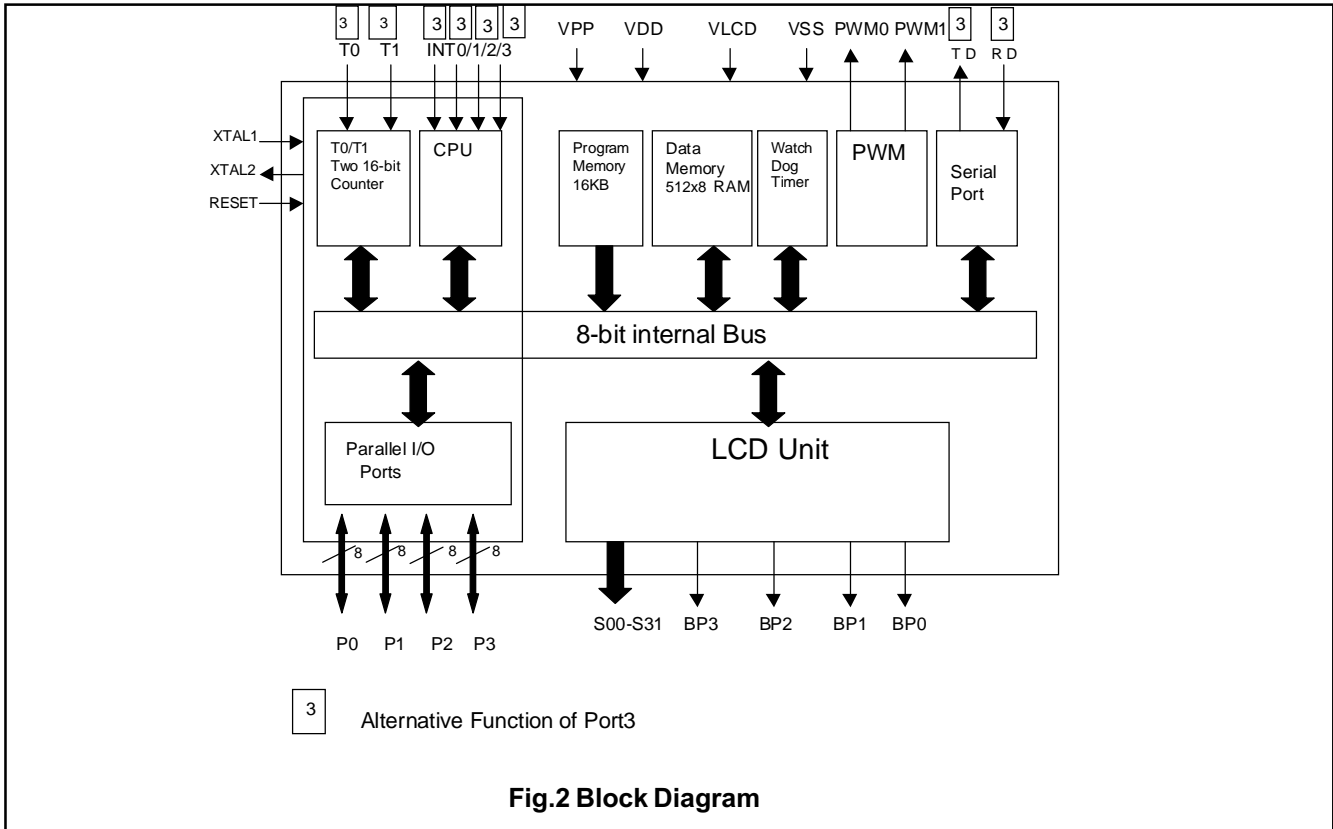 3 3 3 3 3 3 VPP VDD VLCD VSS PWM0 PWM1 3 3
T0 T1 INT0/1/2/3 TD RD
XTAL1
XTAL2
RESET
T0/T1
Two 16-bit
Counter
CPU
Program
Memory
16KB
Data
Memory
512x8 RAM
Watch
Dog
Timer
PWM
Serial
Port
8-bit internal Bus
Parallel I/O
Ports
LCD Unit
8 8 8 8
P0 P1 P2 P3
S00-S31 BP3 BP2 BP1 BP0
3 Alternative Function of Port3
Fig.2 Block Diagram